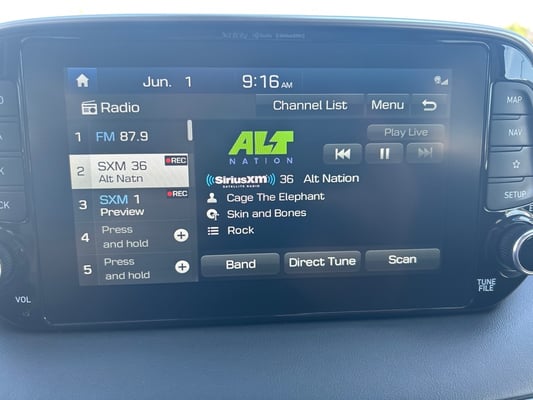 Jun. 1 9:16 AM
Radio Channel List Menu
1 FM 87.9
2 SXM 36 REC
Alt Natn
3 SXM 1 REC
Preview
4 Press
and hold
5 Press
and hold
Play Live
ALT
NATION
((SiriusXM))
SATELLITE RADIO
36 Alt Nation
Cage The Elephant
Skin and Bones
Rock
Band Direct Tune Scan
MAP
NAV
SETUP
VOL
TUNE
FILE